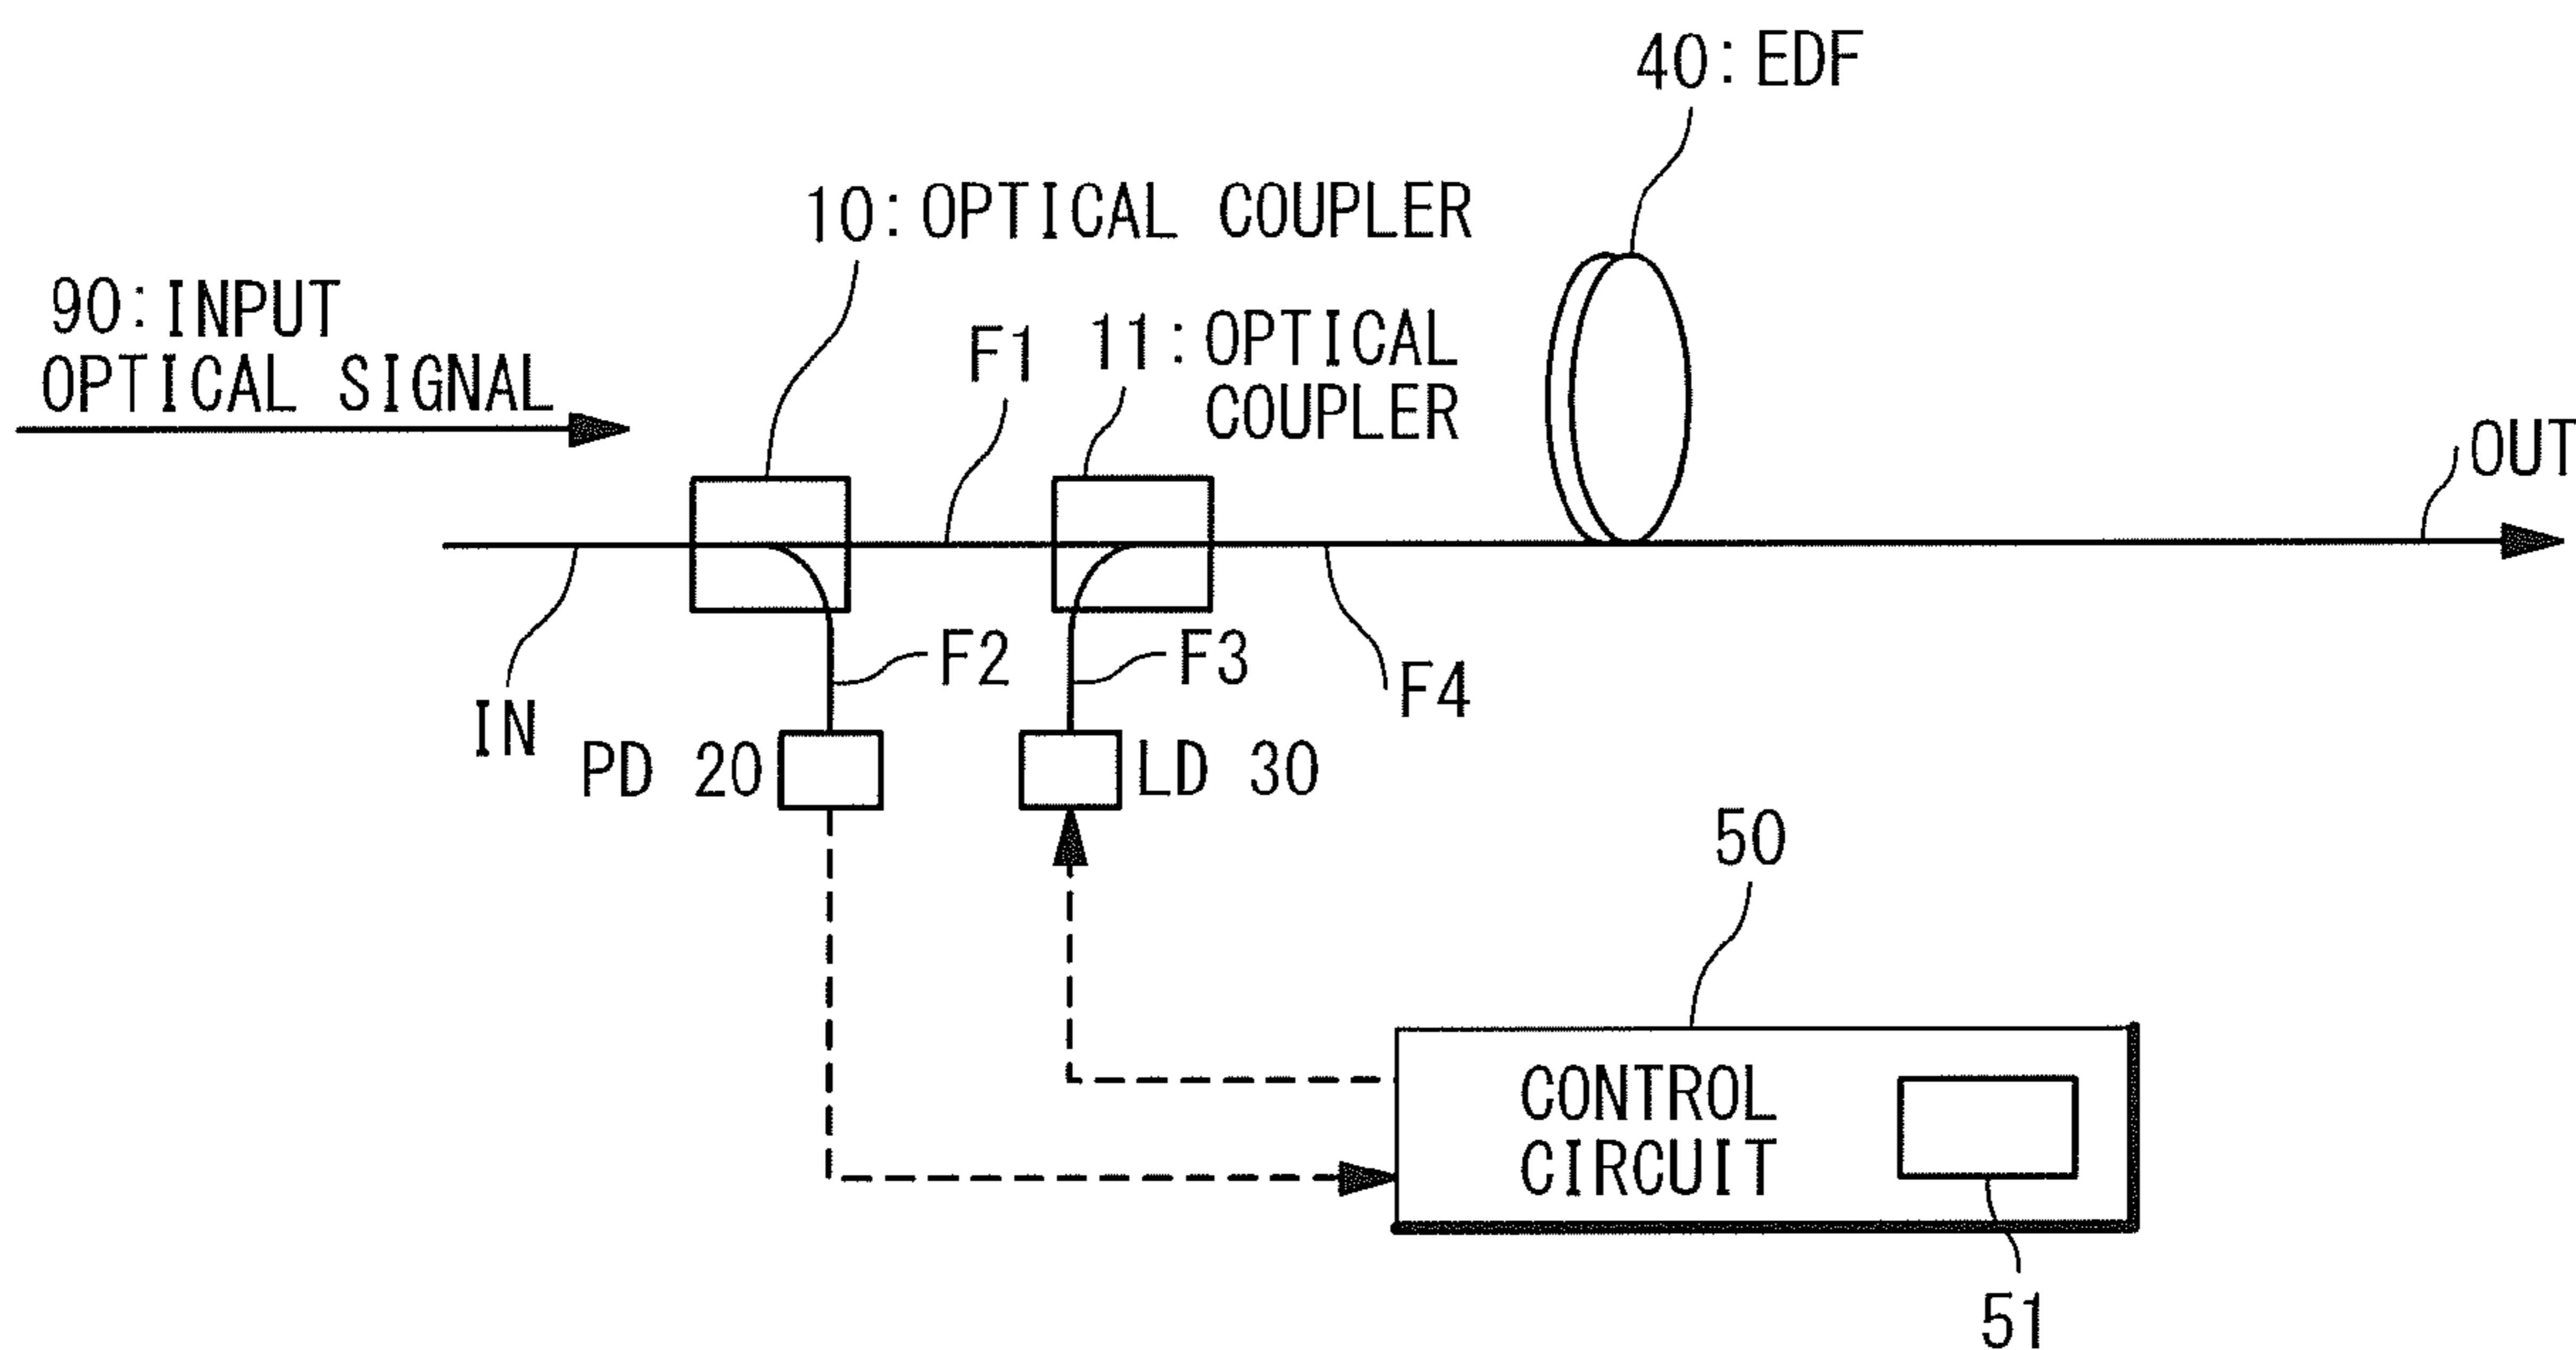 40:EDF
10:OPTICAL COUPLER
90:INPUT
OPTICAL SIGNAL
F1
11:OPTICAL
COUPLER
OUT
IN
F2
F3
F4
PD 20
LD 30
50
CONTROL
CIRCUIT
51